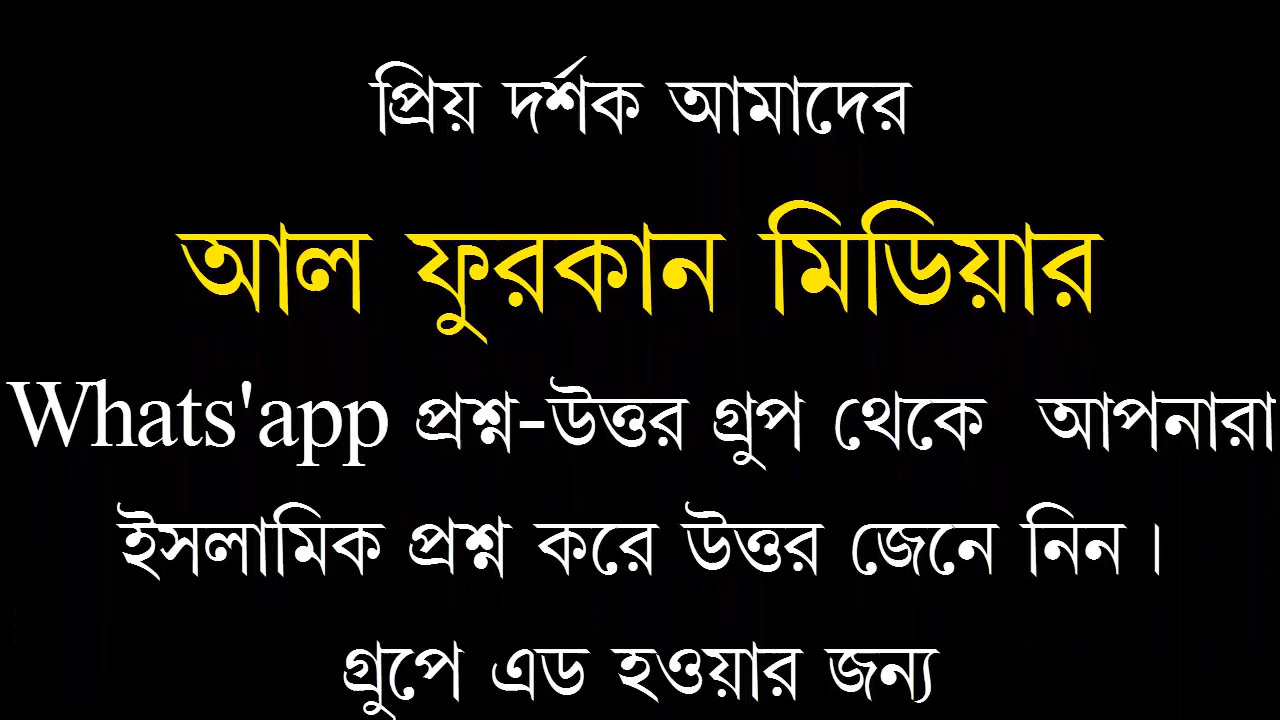 প্রিয় দর্শক আমাদের
আল ফুরকান মিডিয়ার
Whats'app প্রশ্ন-উত্তর গ্রুপ থেকে আপনারা
ইসলামিক প্রশ্ন করে উত্তর জেনে নিন।
গ্রুপে এড হওয়ার জন্য